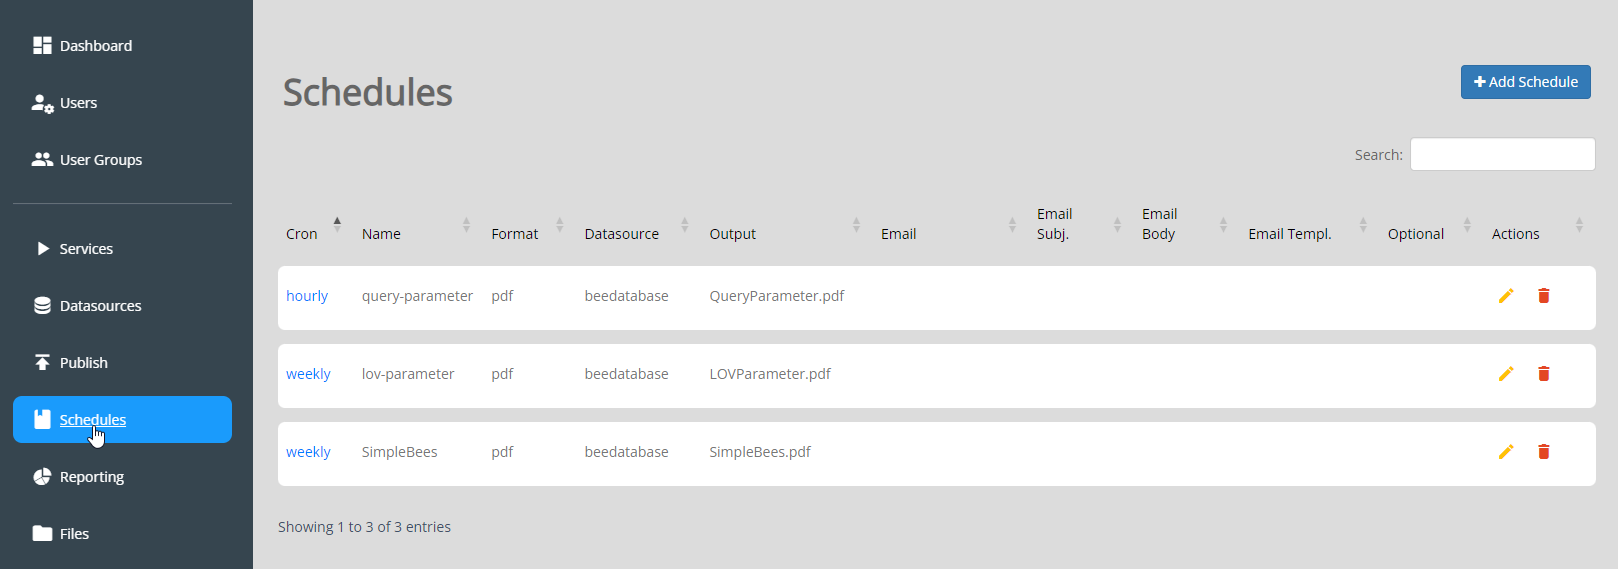 Dashboard
Users
User Groups
Services
Datasources
Publish
Schedules
Reporting
Files
Schedules
Add Schedule
Search:
Cron Name Format Datasource Output Email Email Subj. Email Body Email Templ. Optional Actions
hourly query-parameter pdf beedatabase QueryParameter.pdf
weekly lov-parameter pdf beedatabase LOVParameter.pdf
weekly SimpleBees pdf beedatabase SimpleBees.pdf
Showing 1 to 3 of 3 entries